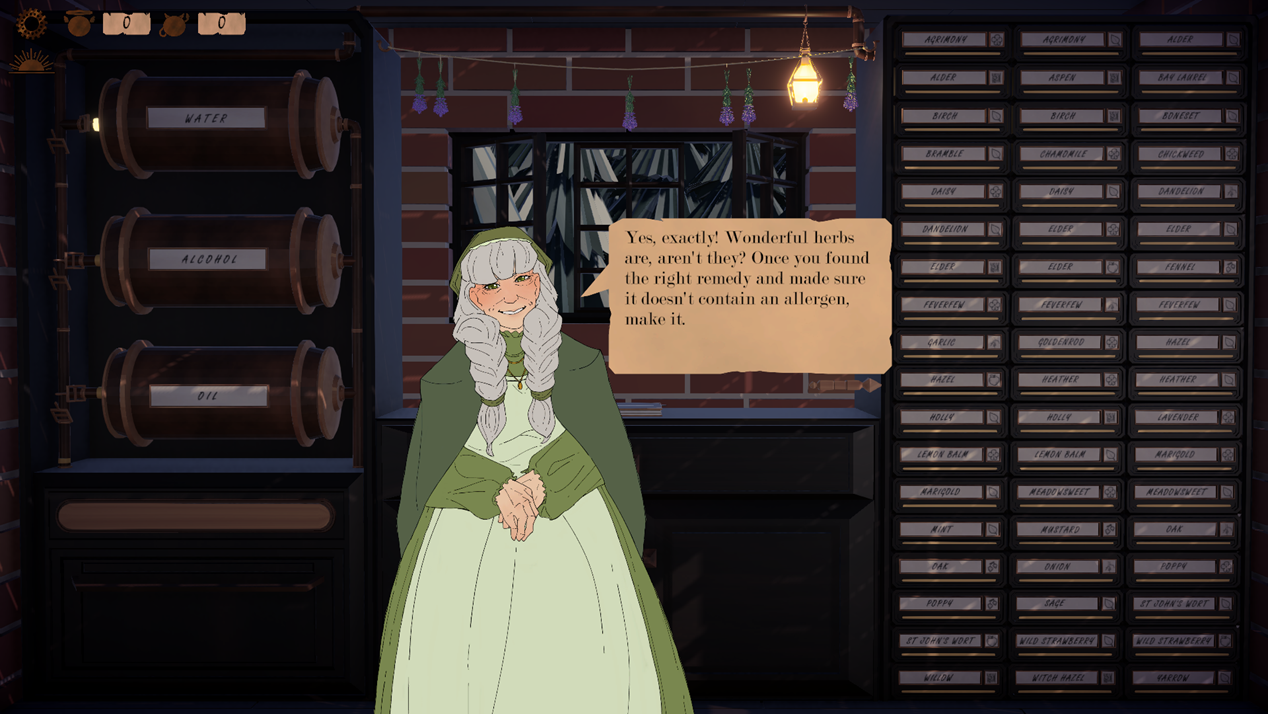 0 0
WATER
ALCOHOL
OIL
Yes, exactly! Wonderful herbs
are, aren't they? Once you found
the right remedy and made sure
it doesn't contain an allergen,
make it.
AGRIMONY AGRIMONY ALDER
ALDER ASPEN BAY LAUREL
BIRCH BIRCH BONESET
BRAMBLE CHAMOMILE CHICKWEED
DAISY DAISY DANDELION
DANDELION ELDER ELDER
ELDER ELDER FENNEL
FEVERFEW FEVERFEW FEVERFEW
GARLIC GOLDENROD HAZEL
HAZEL HEATHER HEATHER
HOLLY HOLLY LAVENDER
LEMON BALM LEMON BALM MARIGOLD
MARIGOLD MEADOWSWEET MEADOWSWEET
MINT MUSTARD OAK
OAK ONION POPPY
POPPY SAGE ST JOHN'S WORT
ST JOHN'S WORT WILD STRAWBERRY WILD STRAWBERRY
WILLOW WITCH HAZEL YARROW